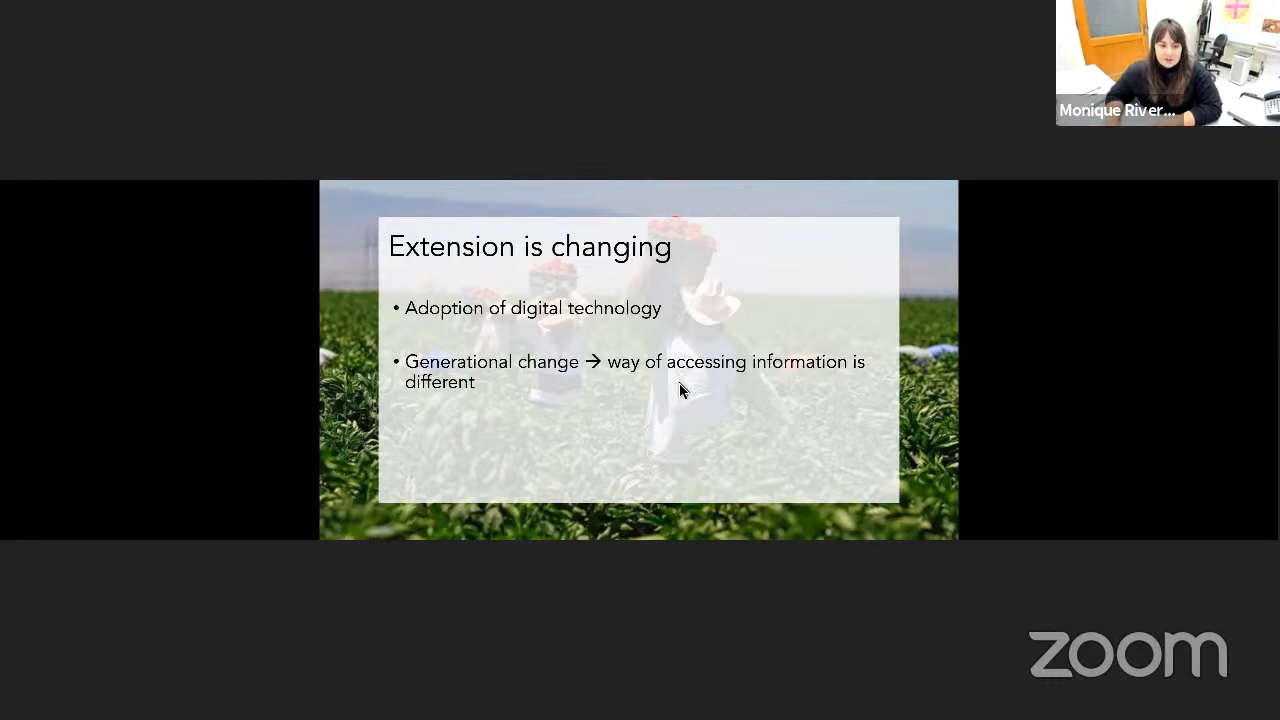 Monique River...
Extension is changing
• Adoption of digital technology
• Generational change → way of accessing information is
different
zoom